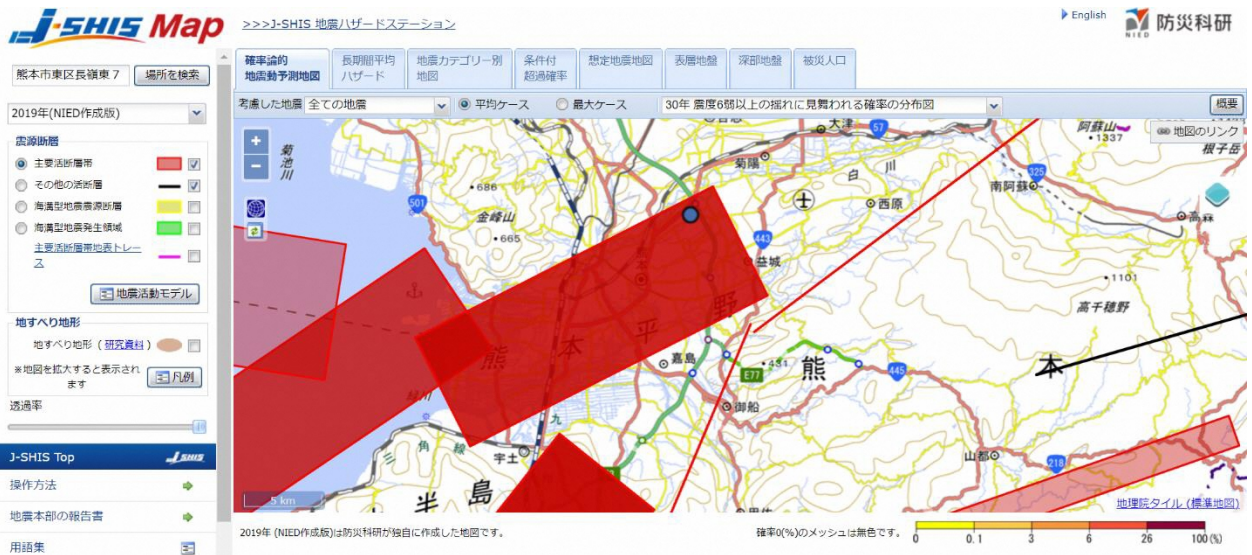 J-SHIS Map
>>>J-SHIS 地震ハザードステーション
English
NIED 防災科研
熊本市東区長嶺東7 場所を検索
2019年(NIED作成版)
震源断層
主要活断層帯
その他の活断層
海溝型地震震源断層
海溝型地震発生領域
主要活断層帯地表トレー
ス
地震活動モデル
地すべり地形
地すべり地形 (研究資料)
※地図を拡大すると表示され
ます
凡例
透過率
J-SHIS Top J-SHIS
操作方法
地震本部の報告書
用語集
確率論的
地震動予測地図
長期間平均
ハザード
地震カテゴリー別
地図
条件付
超過確率
想定地震地図
表層地盤
深部地盤
被災人口
考慮した地震 全ての地震 平均ケース 最大ケース 30年 震度6弱以上の揺れに見舞われる確率の分布図 概要
+
−
地図のリンク
菊池川
大津
57
阿蘇山
1337
根子岳
菊陽
白川
325
南阿蘇
686
501
金峰山
665
西原
高森
443
益城
1101
高千穂野
熊本平野
嘉島
431
E77
熊本
445
緑川
御船
九
三角線
宇土
山都
218
半島
5 km
地理院タイル (標準地図)
2019年 (NIED作成版)は防災科研が独自に作成した地図です。
確率0(%)のメッシュは無色です。
0 0.1 3 6 26 100(%)